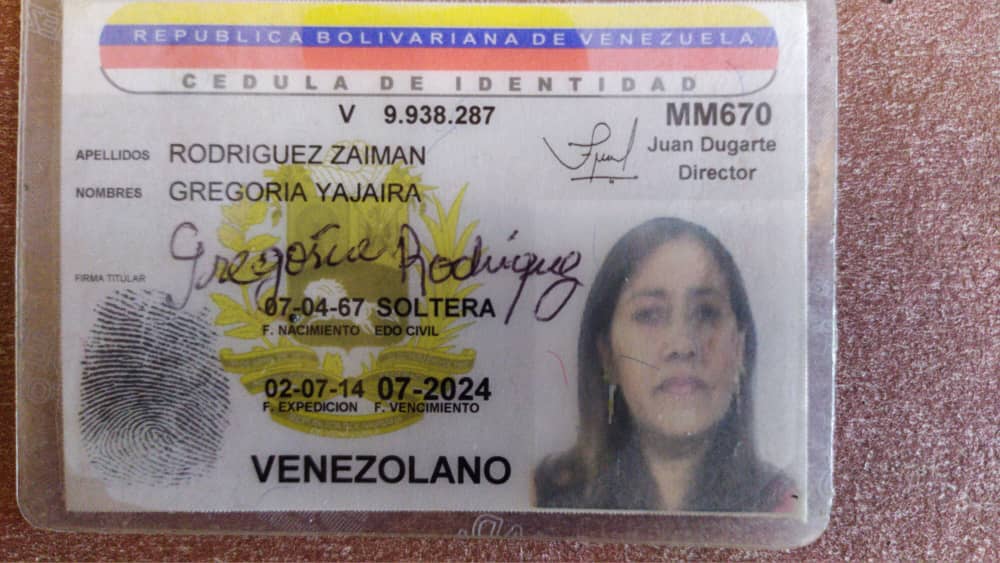 REPUBLICA BOLIVARIANA DE VENEZUELA
CEDULA DE IDENTIDAD
V 9.938.287
MM670
Juan Dugarte
Director
APELLIDOS RODRIGUEZ ZAIMAN
NOMBRES GREGORIA YAJAIRA
Gregoria Rodriguez
FIRMA TITULAR
07-04-67 SOLTERA
F. NACIMIENTO EDO CIVIL
02-07-14 07-2024
F. EXPEDICION F. VENCIMIENTO
VENEZOLANO